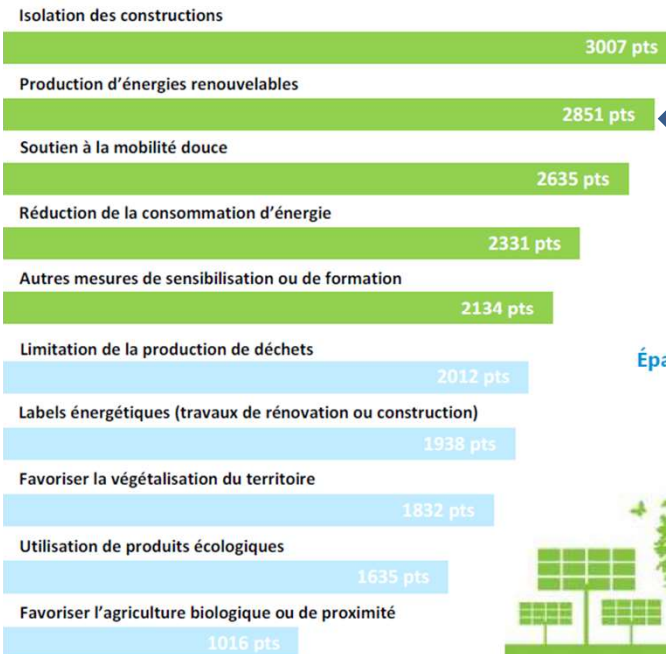 Isolation des constructions
3007 pts
Production d’énergies renouvelables
2851 pts
Soutien à la mobilité douce
2635 pts
Réduction de la consommation d’énergie
2331 pts
Autres mesures de sensibilisation ou de formation
2134 pts
Limitation de la production de déchets
2012 pts
Épa
Labels énergétiques (travaux de rénovation ou construction)
1938 pts
Favoriser la végétalisation du territoire
1832 pts
Utilisation de produits écologiques
1635 pts
Favoriser l’agriculture biologique ou de proximité
1016 pts